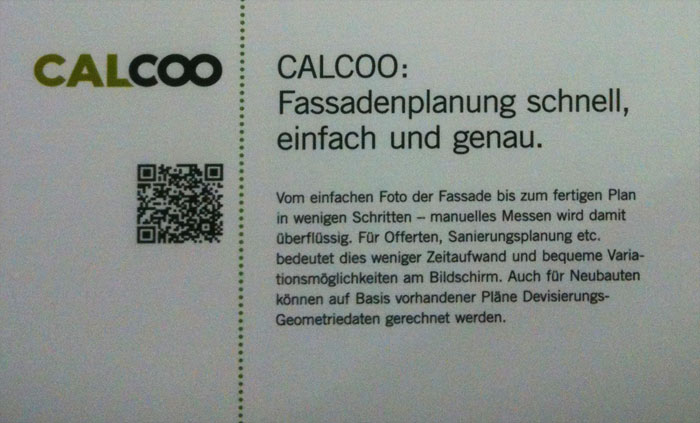 CALCOO
CALCOO:
Fassadenplanung schnell,
einfach und genau.
Vom einfachen Foto der Fassade bis zum fertigen Plan
in wenigen Schritten – manuelles Messen wird damit
überflüssig. Für Offerten, Sanierungsplanung etc.
bedeutet dies weniger Zeitaufwand und bequeme Varia-
tionsmöglichkeiten am Bildschirm. Auch für Neubauten
können auf Basis vorhandener Pläne Devisierungs-
Geometriedaten gerechnet werden.